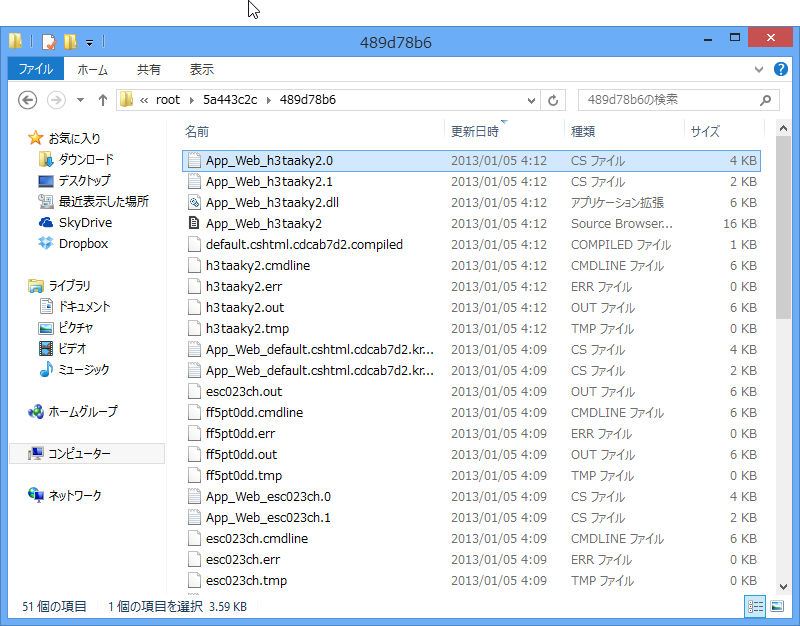 489d78b6
ファイル ホーム 共有 表示
« root 5a443c2c 489d78b6 489d78b6の検索
お気に入り
ダウンロード
デスクトップ
最近表示した場所
SkyDrive
Dropbox
ライブラリ
ドキュメント
ピクチャ
ビデオ
ミュージック
ホームグループ
コンピューター
ネットワーク
名前 更新日時 種類 サイズ
App_Web_h3taaky2.0 2013/01/05 4:12 CS ファイル 4 KB
App_Web_h3taaky2.1 2013/01/05 4:12 CS ファイル 2 KB
App_Web_h3taaky2.dll 2013/01/05 4:12 アプリケーション拡張 6 KB
App_Web_h3taaky2 2013/01/05 4:12 Source Browser... 16 KB
default.cshtml.cdcab7d2.compiled 2013/01/05 4:12 COMPILED ファイル 1 KB
h3taaky2.cmdline 2013/01/05 4:12 CMDLINE ファイル 6 KB
h3taaky2.err 2013/01/05 4:12 ERR ファイル 0 KB
h3taaky2.out 2013/01/05 4:12 OUT ファイル 6 KB
h3taaky2.tmp 2013/01/05 4:12 TMP ファイル 0 KB
App_Web_default.cshtml.cdcab7d2.kr... 2013/01/05 4:09 CS ファイル 4 KB
App_Web_default.cshtml.cdcab7d2.kr... 2013/01/05 4:09 CS ファイル 2 KB
esc023ch.out 2013/01/05 4:09 OUT ファイル 6 KB
ff5pt0dd.cmdline 2013/01/05 4:09 CMDLINE ファイル 6 KB
ff5pt0dd.err 2013/01/05 4:09 ERR ファイル 0 KB
ff5pt0dd.out 2013/01/05 4:09 OUT ファイル 6 KB
ff5pt0dd.tmp 2013/01/05 4:09 TMP ファイル 0 KB
App_Web_esc023ch.0 2013/01/05 4:09 CS ファイル 4 KB
App_Web_esc023ch.1 2013/01/05 4:09 CS ファイル 2 KB
esc023ch.cmdline 2013/01/05 4:09 CMDLINE ファイル 6 KB
esc023ch.err 2013/01/05 4:09 ERR ファイル 0 KB
esc023ch.tmp 2013/01/05 4:09 TMP ファイル 0 KB
51 個の項目 1 個の項目を選択 3.59 KB